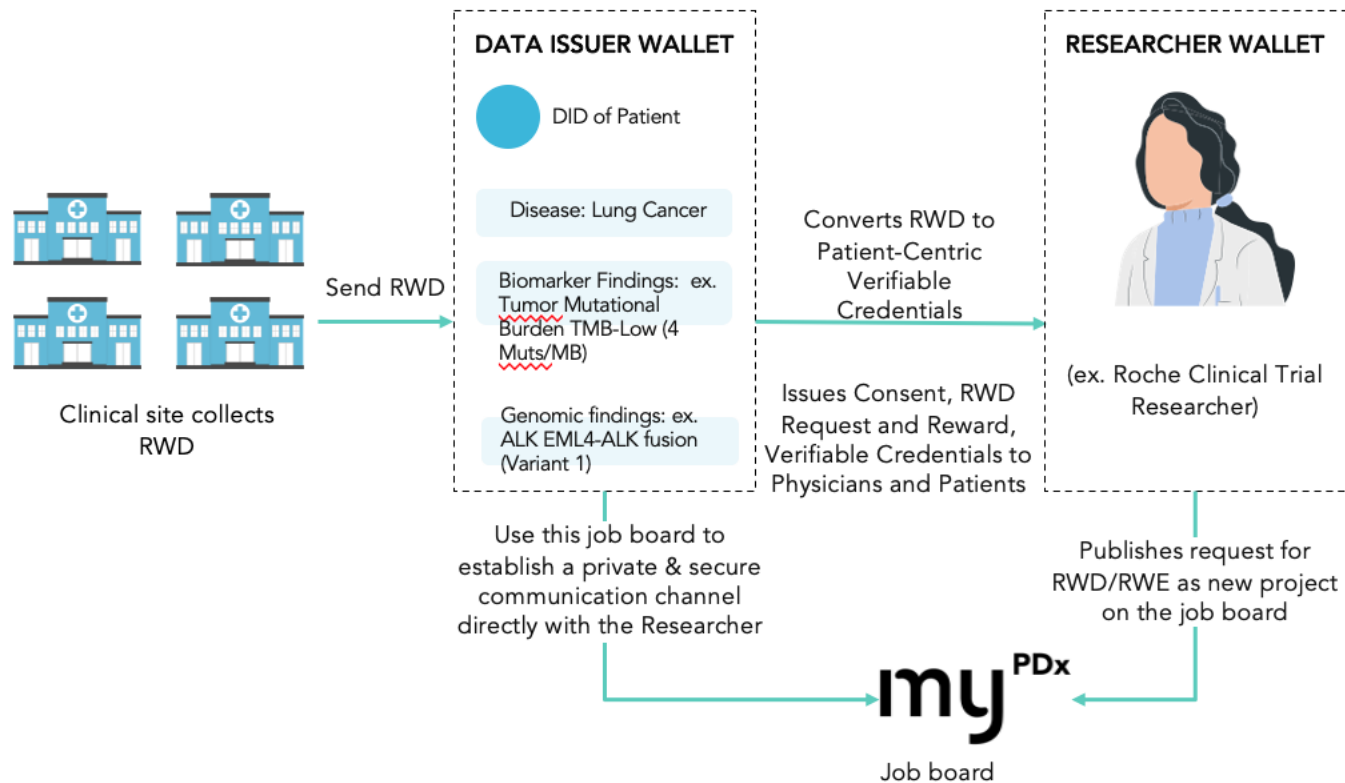 DATA ISSUER WALLET
DID of Patient
Disease: Lung Cancer
Biomarker Findings: ex.
Tumor Mutational
Burden TMB-Low (4
Muts/MB)
Genomic findings: ex.
ALK EML4-ALK fusion
(Variant 1)
RESEARCHER WALLET
(ex. Roche Clinical Trial
Researcher)
Send RWD
Clinical site collects
RWD
Converts RWD to
Patient-Centric
Verifiable
Credentials
Issues Consent, RWD
Request and Reward,
Verifiable Credentials to
Physicians and Patients
Use this job board to
establish a private & secure
communication channel
directly with the Researcher
Publishes request for
RWD/RWE as new project
on the job board
my PDx
Job board